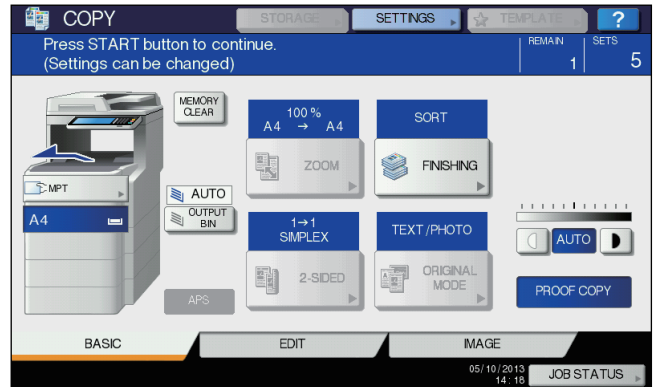 COPY
STORAGE
SETTINGS
TEMPLATE
?
Press START button to continue.
(Settings can be changed)
REMAIN
1
SETS
5
MEMORY
CLEAR
100 %
A4 → A4
ZOOM
SORT
FINISHING
MPT
A4
AUTO
OUTPUT
BIN
APS
1→1
SIMPLEX
2-SIDED
TEXT/PHOTO
ORIGINAL
MODE
AUTO
PROOF COPY
BASIC
EDIT
IMAGE
05/10/2013
14:18
JOB STATUS